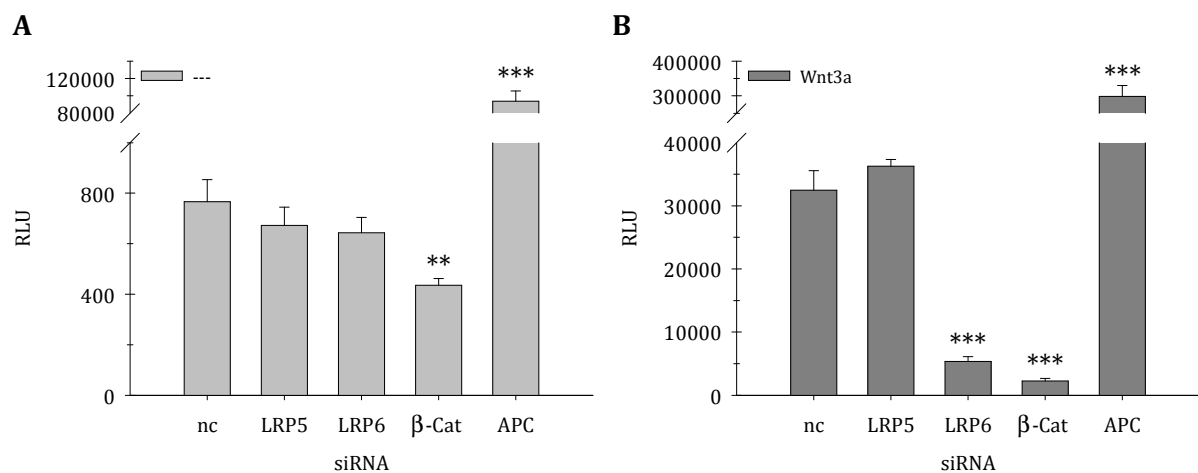 A
120000
80000
---
***
800
400
0
**
RLU
nc LRP5 LRP6 β-Cat APC
siRNA
B
400000
300000
Wnt3a
***
40000
30000
20000
10000
0
***
***
RLU
nc LRP5 LRP6 β-Cat APC
siRNA